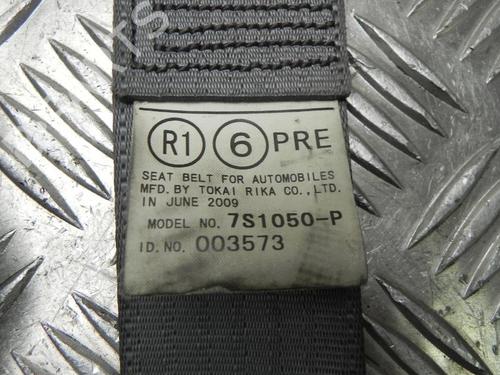 R1 6 PRE
SEAT BELT FOR AUTOMOBILES
MFD. BY TOKAI RIKA CO., LTD.
IN JUNE 2009
MODEL NO. 7S1050-P
I D. NO. 003573